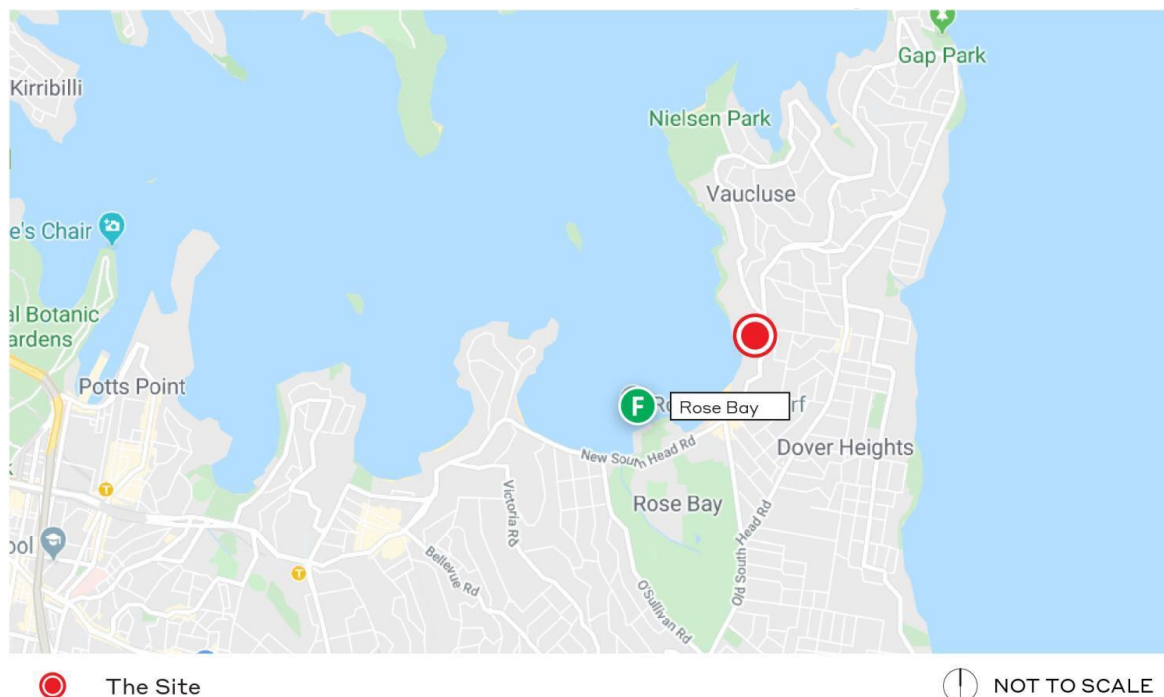 Gap Park
Kirribilli
Nielsen Park
Vaucluse
e's Chair
al Botanic
ardens
Potts Point
F
Rose Bay
rf
New South Head Rd
Dover Heights
Victoria Rd
Rose Bay
Bellevue Rd
Old South Head Rd
O'Sullivan Rd
T
T
ool
The Site
NOT TO SCALE